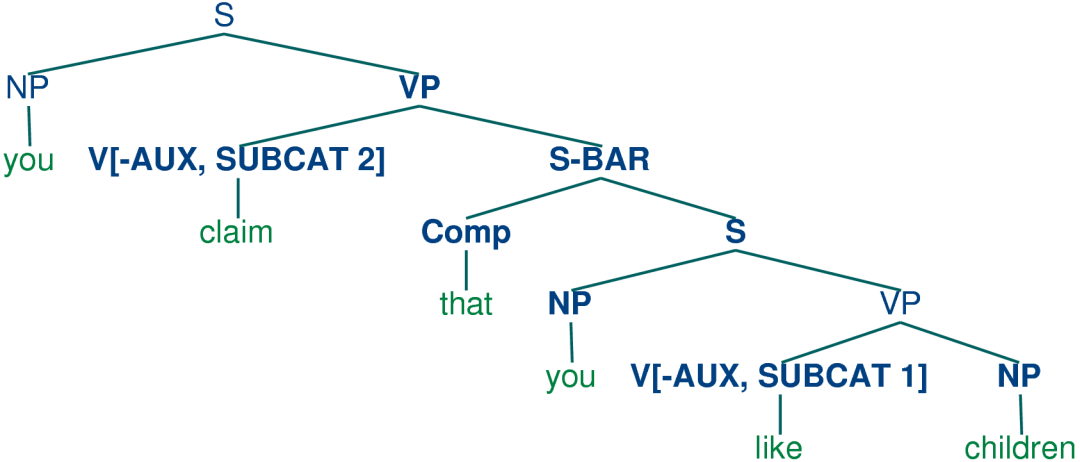 S
NP VP
you V[-AUX, SUBCAT 2] S-BAR
claim Comp S
that NP VP
you V[-AUX, SUBCAT 1] NP
like children